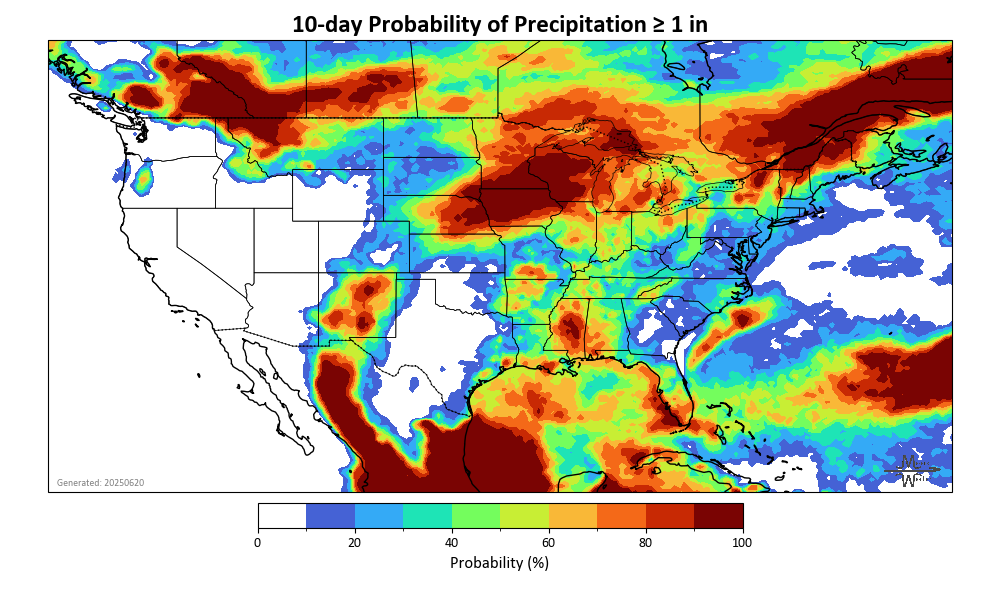 10-day Probability of Precipitation ≥ 1 in
Generated: 20250620
0 20 40 60 80 100
Probability (%)